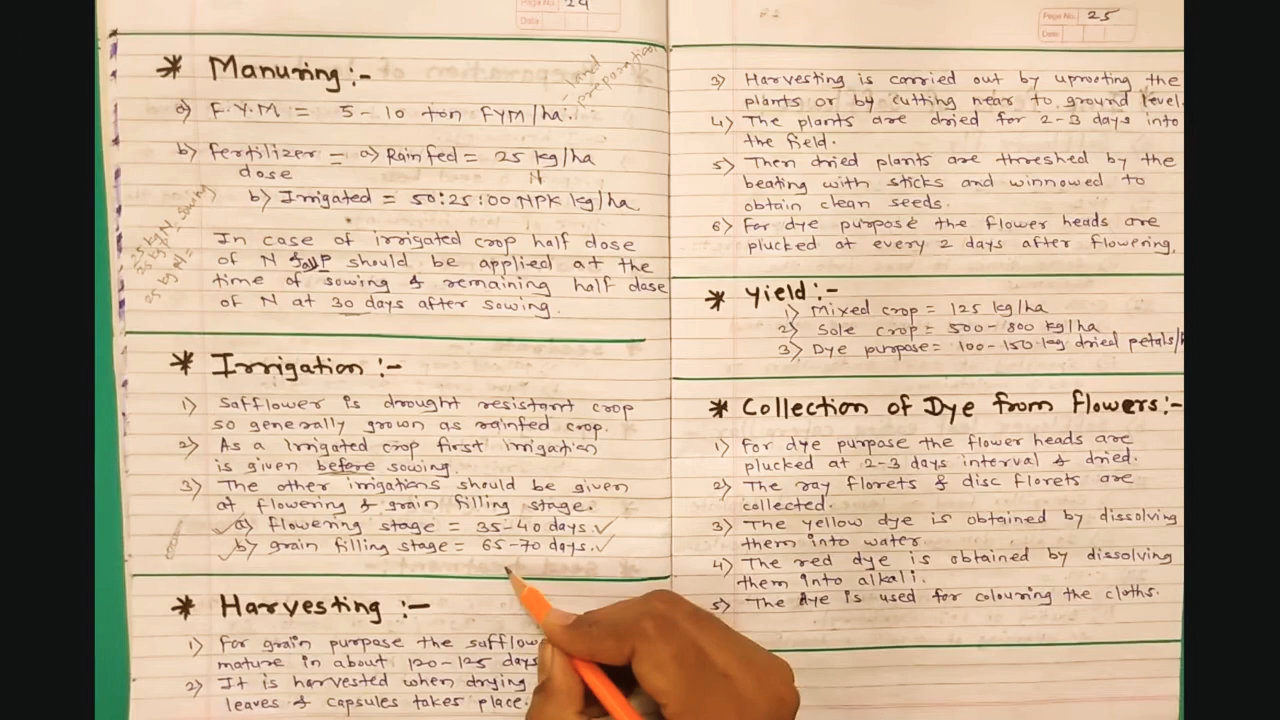 Page No. 24
Date
* Manuring :-
- land preparation
a) F.Y.M = 5 - 10 ton FYM/ha.
b) fertilizer = a) Rainfed = 25 kg/ha
dose N
b) Irrigated = 50:25:00 NPK kg/ha
In case of irrigated crop half dose
of N & P should be applied at the
time of sowing & remaining half dose
of N at 30 days after sowing.
25 kg N sowing
25 kg P
25 kg N =
* Irrigation :-
1) Safflower is drought resistant crop
so generally grown as rainfed crop.
2) As a Irrigated crop first irrigation
is given before sowing.
3) The other irrigations should be given
at flowering & grain filling stage.
a) flowering stage = 35-40 days.
b) grain filling stage = 65-70 days.
* Harvesting :-
1) For grain purpose the safflow
mature in about 120-125 days
2) It is harvested when drying
leaves & capsules takes place.
22
Page No. 25
Date
3) Harvesting is carried out by uprooting the
plants or by cutting near to ground level.
4) The plants are dried for 2-3 days into
the field.
5) Then dried plants are threshed by the
beating with sticks and winnowed to
obtain clean seeds.
6) For dye purpose the flower heads are
plucked at every 2 days after flowering.
* Yield :-
1) Mixed crop = 125 kg/ha
2) Sole crop = 500-800 kg/ha
3) Dye purpose = 100-150 kg dried petals/h
* Collection of Dye from flowers :-
1) For dye purpose the flower heads are
plucked at 2-3 days interval & dried.
2) The ray florets & disc florets are
collected.
3) The yellow dye is obtained by dissolving
them into water
4) The red dye is obtained by dissolving
them into alkali.
5) The dye is used for colouring the cloths.